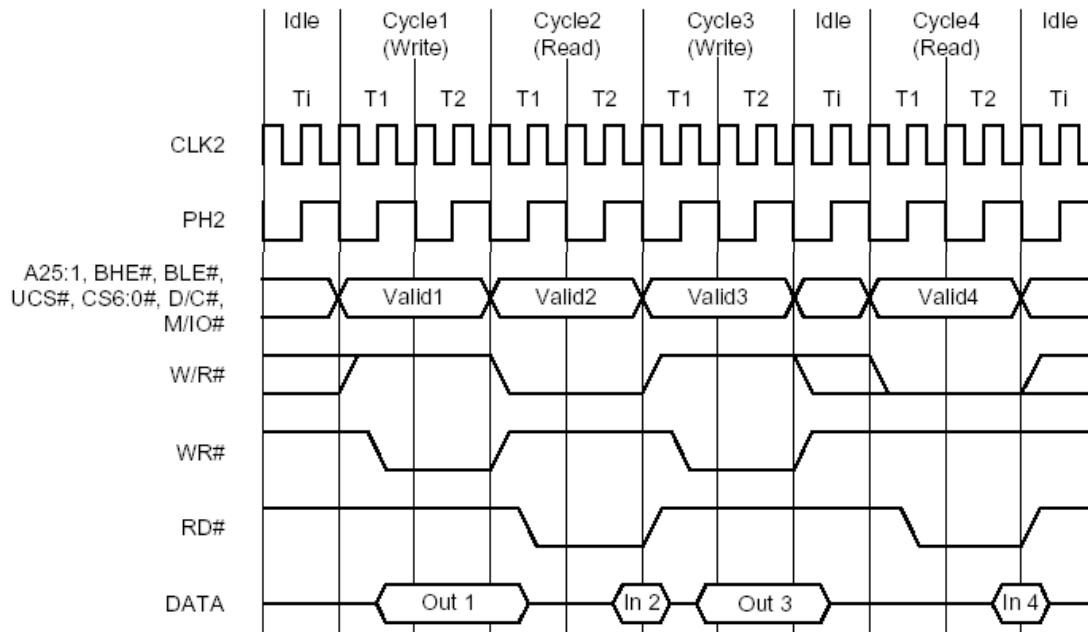 Idle Cycle1 Cycle2 Cycle3 Idle Cycle4 Idle
(Write) (Read) (Write) (Read)
Ti T1 T2 T1 T2 T1 T2 Ti T1 T2 Ti
CLK2
PH2
A25:1, BHE#, BLE#,
UCS#, CS6:0#, D/C#,
M/IO#
Valid1 Valid2 Valid3 Valid4
W/R#
WR#
RD#
DATA Out 1 In 2 Out 3 In 4